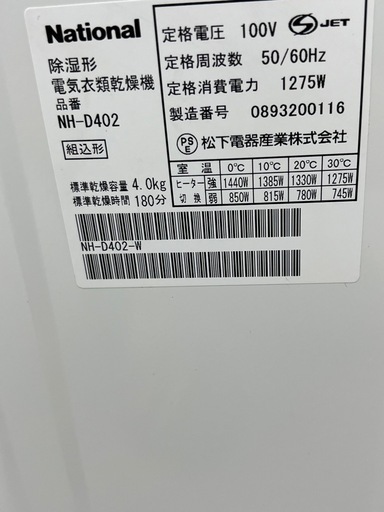 National
除湿形
電気衣類乾燥機
品番
NH-D402
組込形
標準乾燥容量 4.0kg
標準乾燥時間 180分
定格電圧 100V S JET
定格周波数 50/60Hz
定格消費電力 1275W
製造番号 0893200116
PSE 松下電器産業株式会社
室温 0℃ 10℃ 20℃ 30℃
ヒーター切換 強 1440W 1385W 1330W 1275W
弱 850W 815W 780W 745W
NH-D402-W